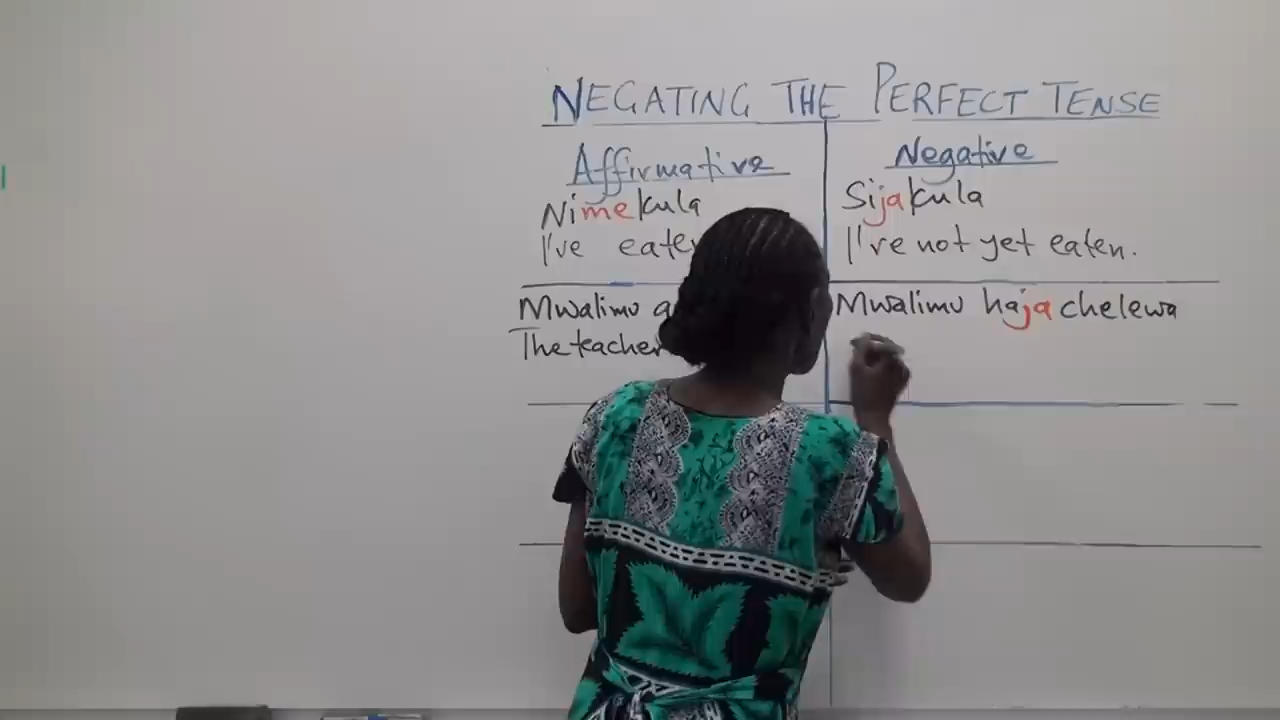 NEGATING THE PERFECT TENSE
Affirmative
Negative
Nimekula
Sijakula
I've
I've not yet eaten.
Mwalimu
Mwalimu hajachelewa
The teacher